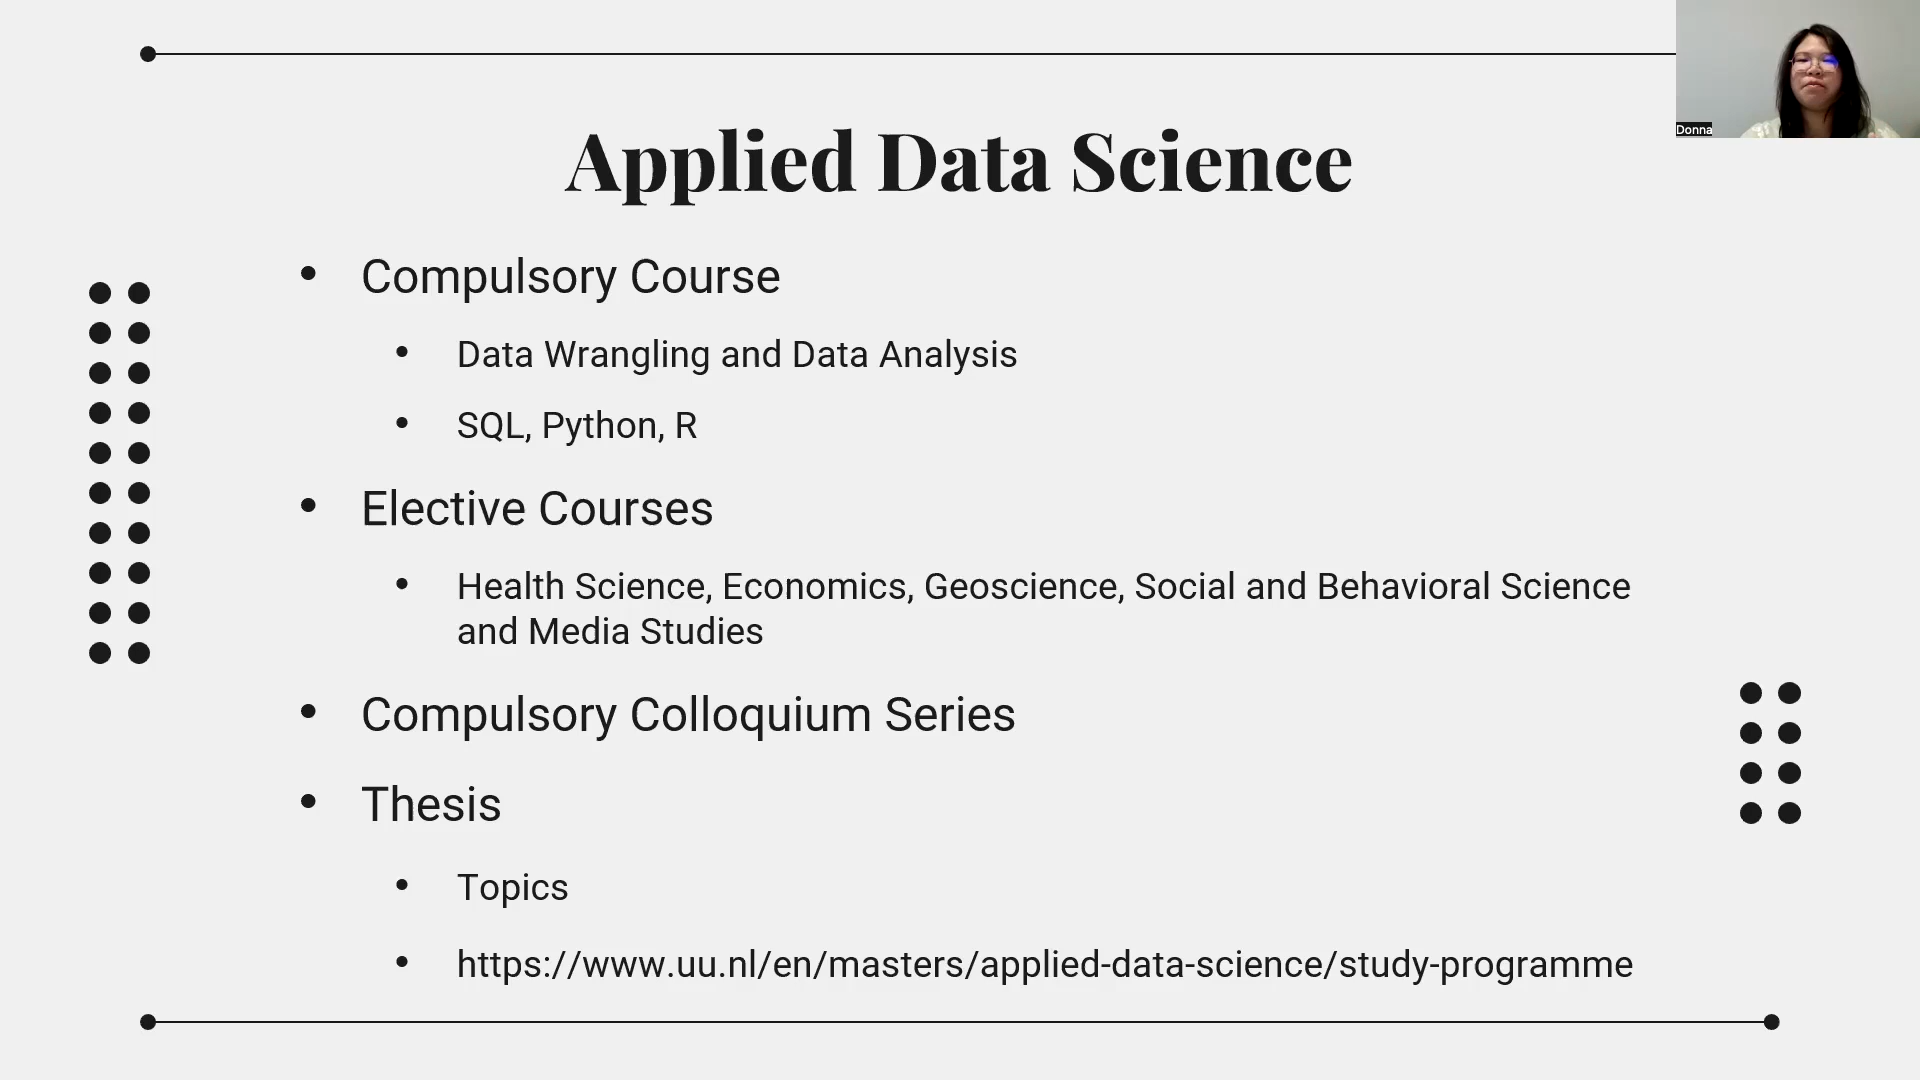 Donna
Applied Data Science
Compulsory Course
Data Wrangling and Data Analysis
SQL, Python, R
Elective Courses
Health Science, Economics, Geoscience, Social and Behavioral Science
and Media Studies
Compulsory Colloquium Series
Thesis
Topics
https://www.uu.nl/en/masters/applied-data-science/study-programme